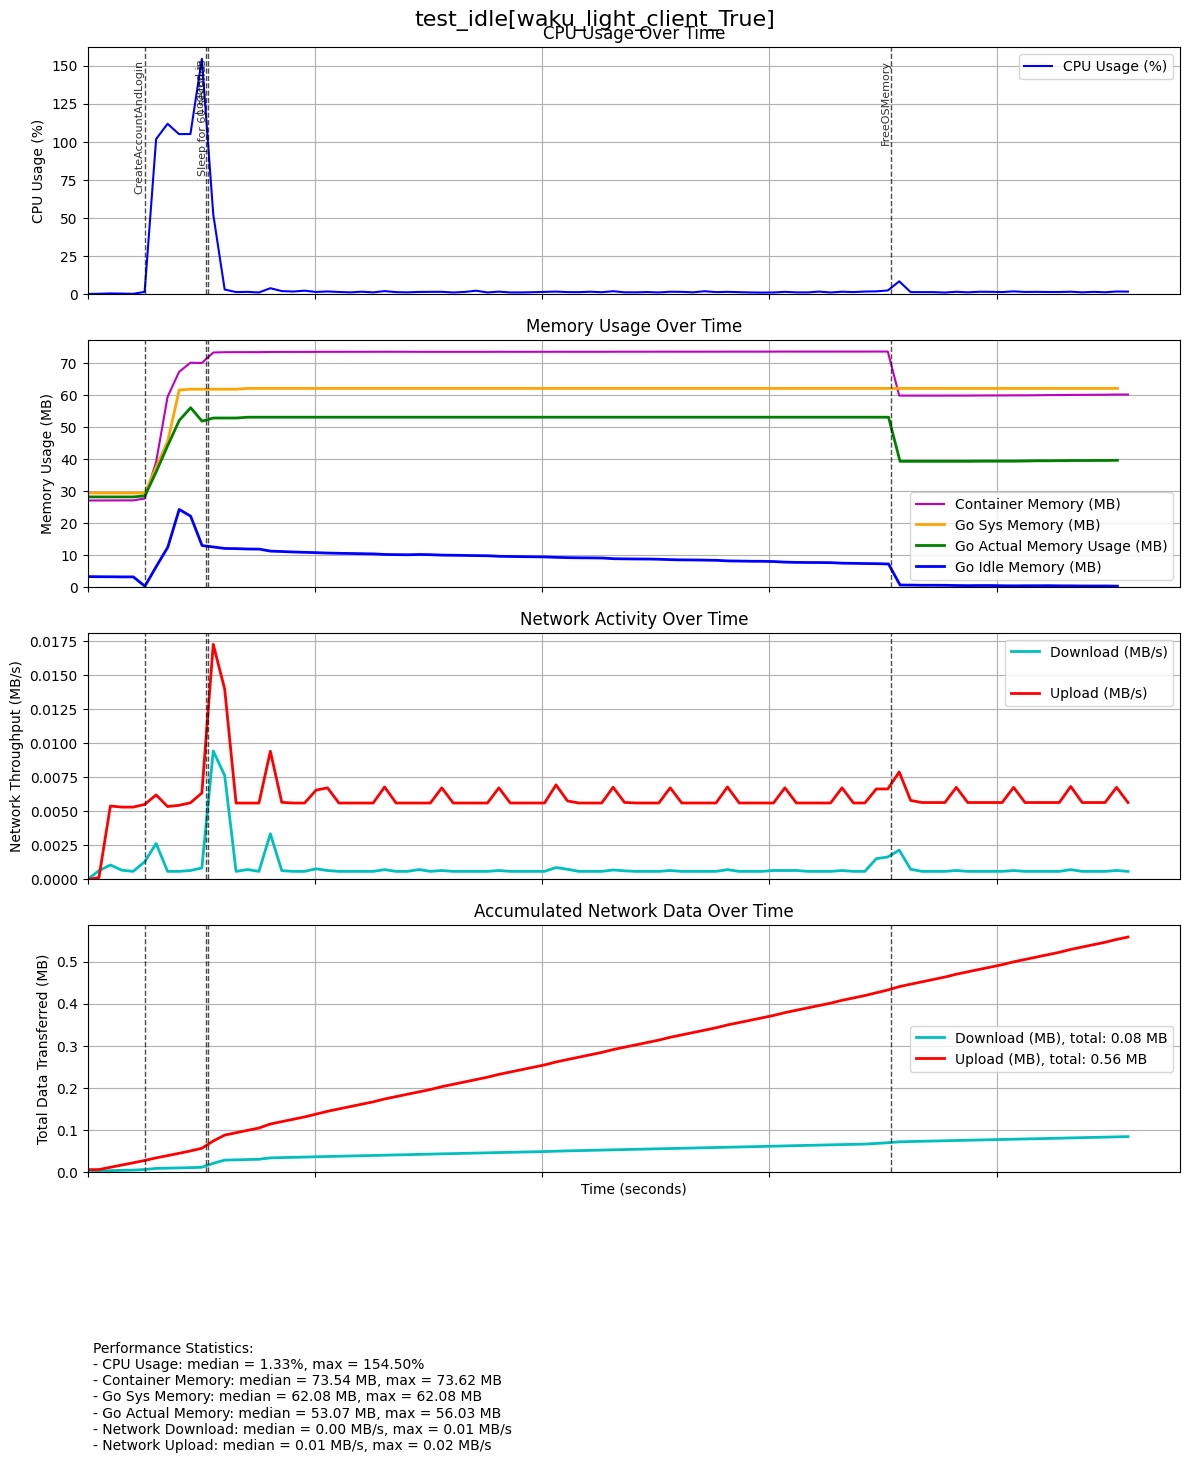 test_idle[waku_light_client_True]
CPU Usage Over Time
CPU Usage (%)
150
125
100
75
50
25
0
CreateAccountAndLogin
Sleep for 60
FreeOSMemory
CPU Usage (%)
Memory Usage Over Time
Memory Usage (MB)
70
60
50
40
30
20
10
0
Container Memory (MB)
Go Sys Memory (MB)
Go Actual Memory Usage (MB)
Go Idle Memory (MB)
Network Activity Over Time
Network Throughput (MB/s)
0.0175
0.0150
0.0125
0.0100
0.0075
0.0050
0.0025
0.0000
Download (MB/s)
Upload (MB/s)
Accumulated Network Data Over Time
Total Data Transferred (MB)
0.5
0.4
0.3
0.2
0.1
0.0
Download (MB), total: 0.08 MB
Upload (MB), total: 0.56 MB
Time (seconds)
Performance Statistics:
- CPU Usage: median = 1.33%, max = 154.50%
- Container Memory: median = 73.54 MB, max = 73.62 MB
- Go Sys Memory: median = 62.08 MB, max = 62.08 MB
- Go Actual Memory: median = 53.07 MB, max = 56.03 MB
- Network Download: median = 0.00 MB/s, max = 0.01 MB/s
- Network Upload: median = 0.01 MB/s, max = 0.02 MB/s